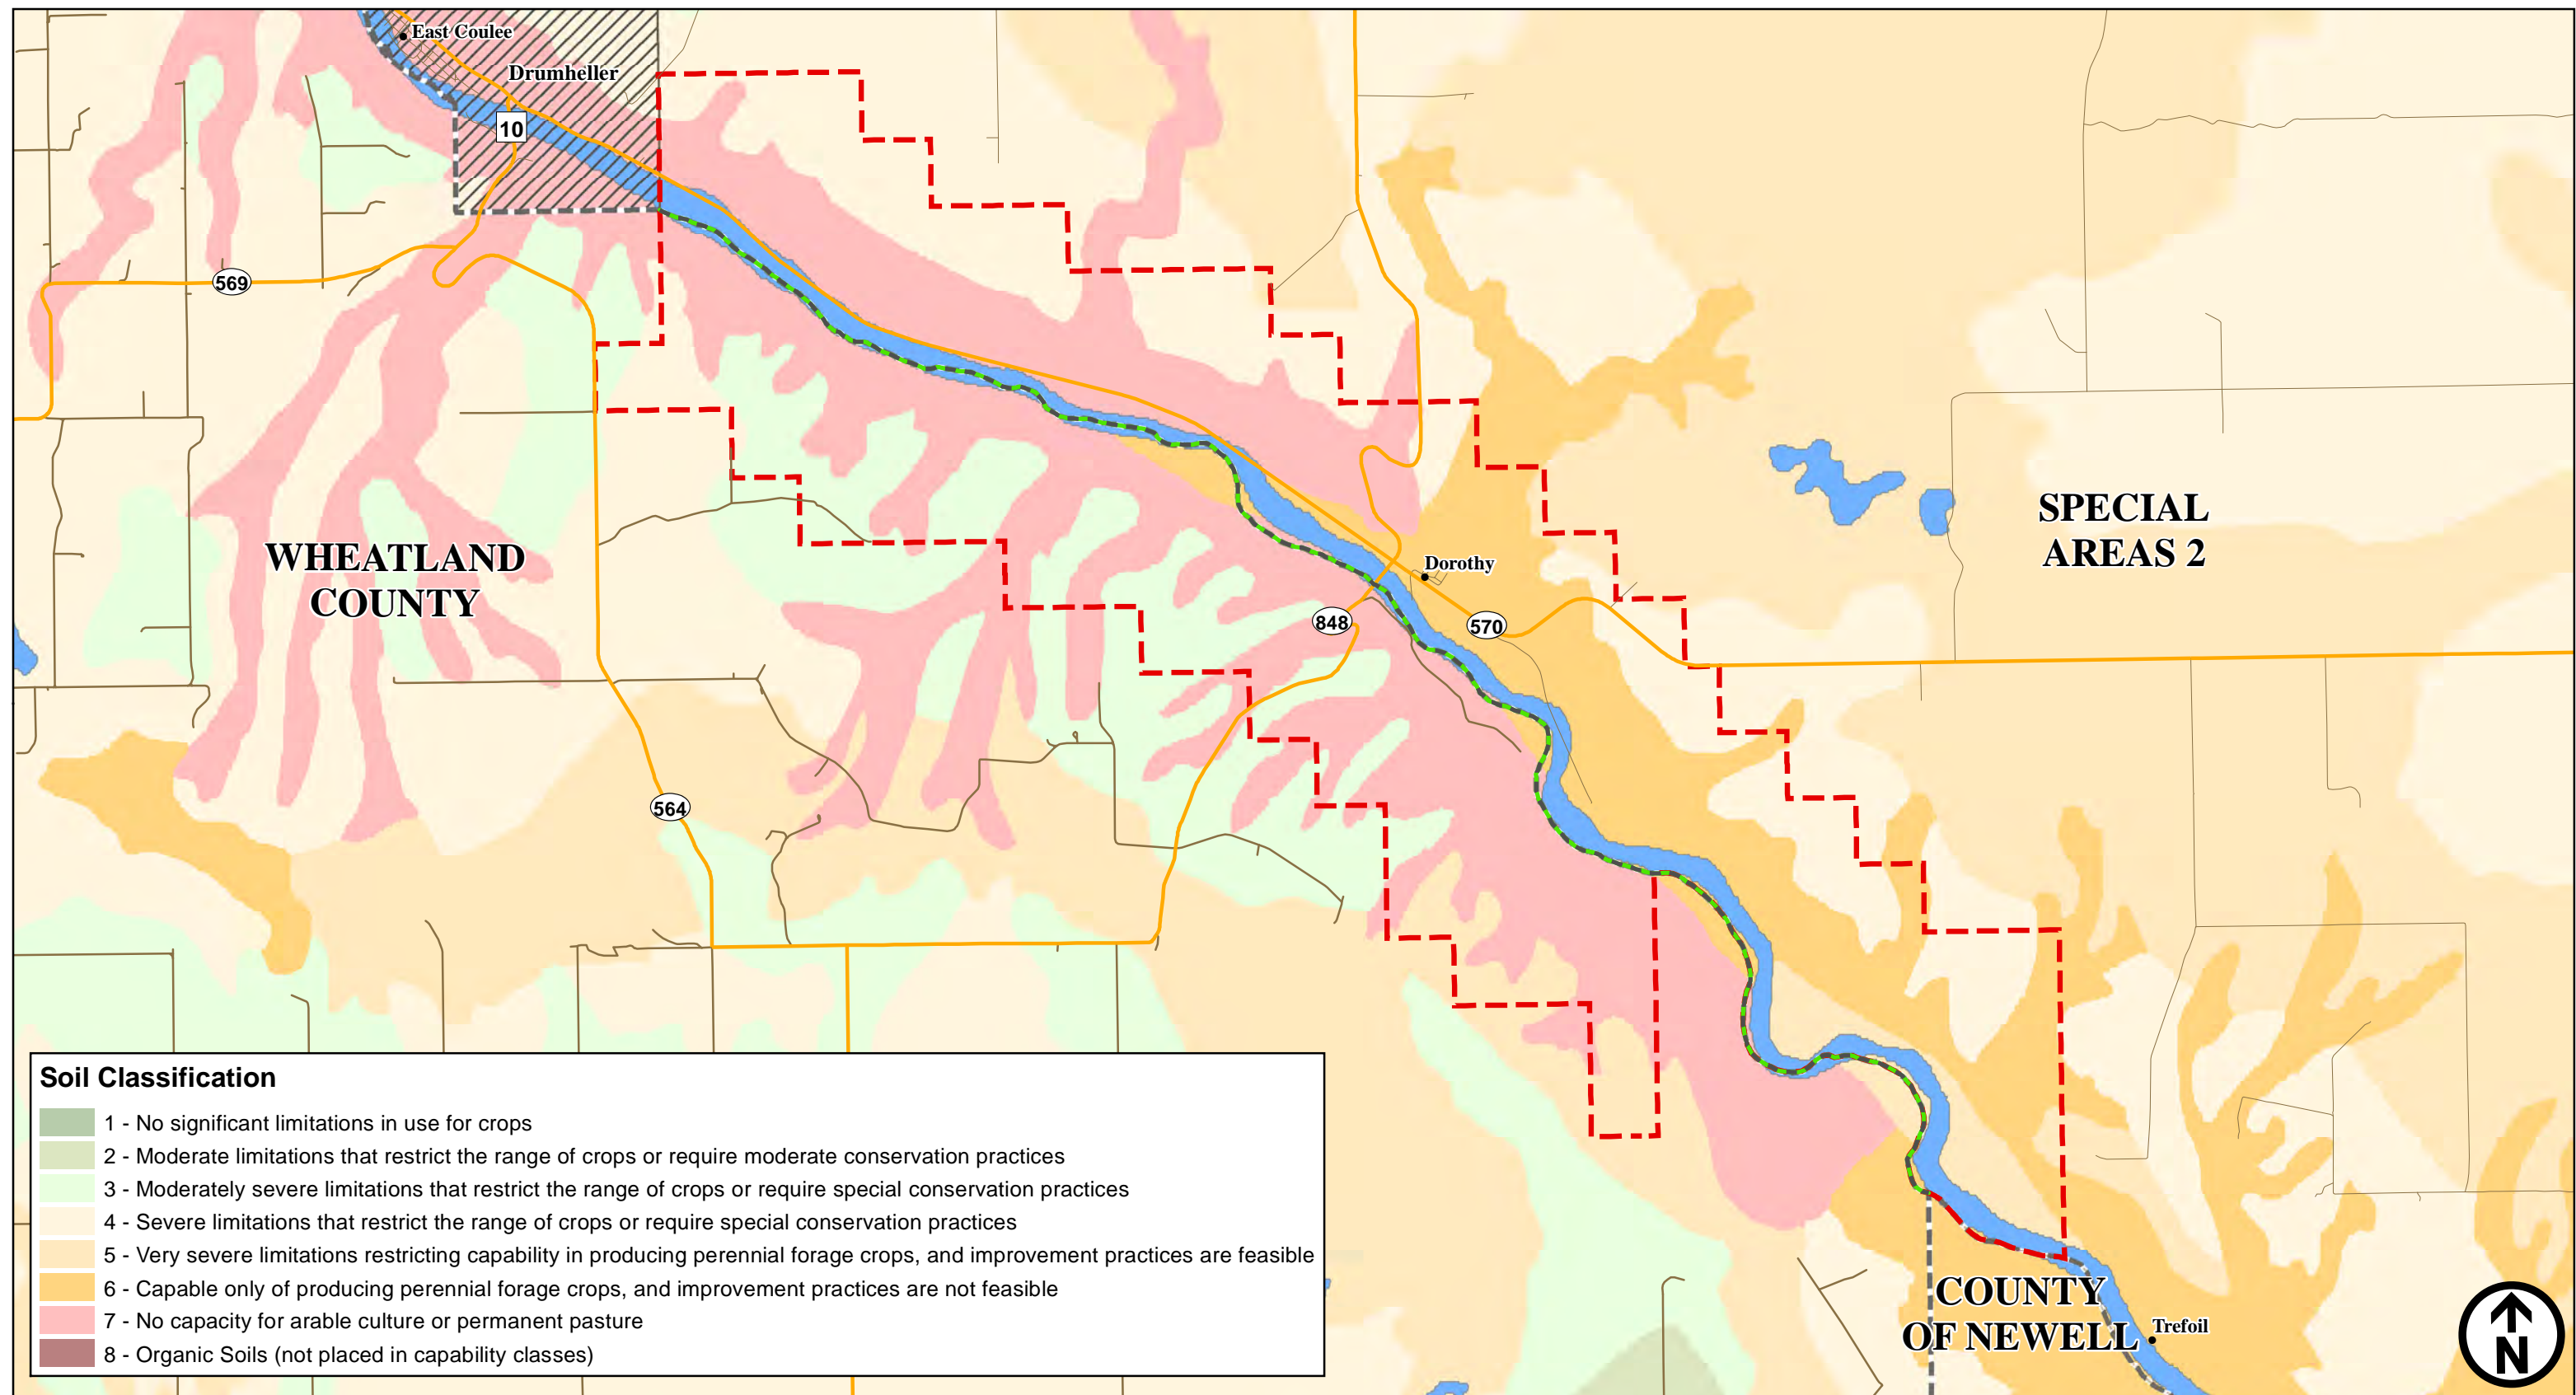 East Coulee
Drumheller
10
569
SPECIAL
AREAS 2
WHEATLAND
COUNTY
Dorothy
848
570
564
Soil Classification
1 - No significant limitations in use for crops
2 - Moderate limitations that restrict the range of crops or require moderate conservation practices
3 - Moderately severe limitations that restrict the range of crops or require special conservation practices
4 - Severe limitations that restrict the range of crops or require special conservation practices
5 - Very severe limitations restricting capability in producing perennial forage crops, and improvement practices are feasible
6 - Capable only of producing perennial forage crops, and improvement practices are not feasible
7 - No capacity for arable culture or permanent pasture
8 - Organic Soils (not placed in capability classes)
COUNTY
OF NEWELL
Trefoil
N